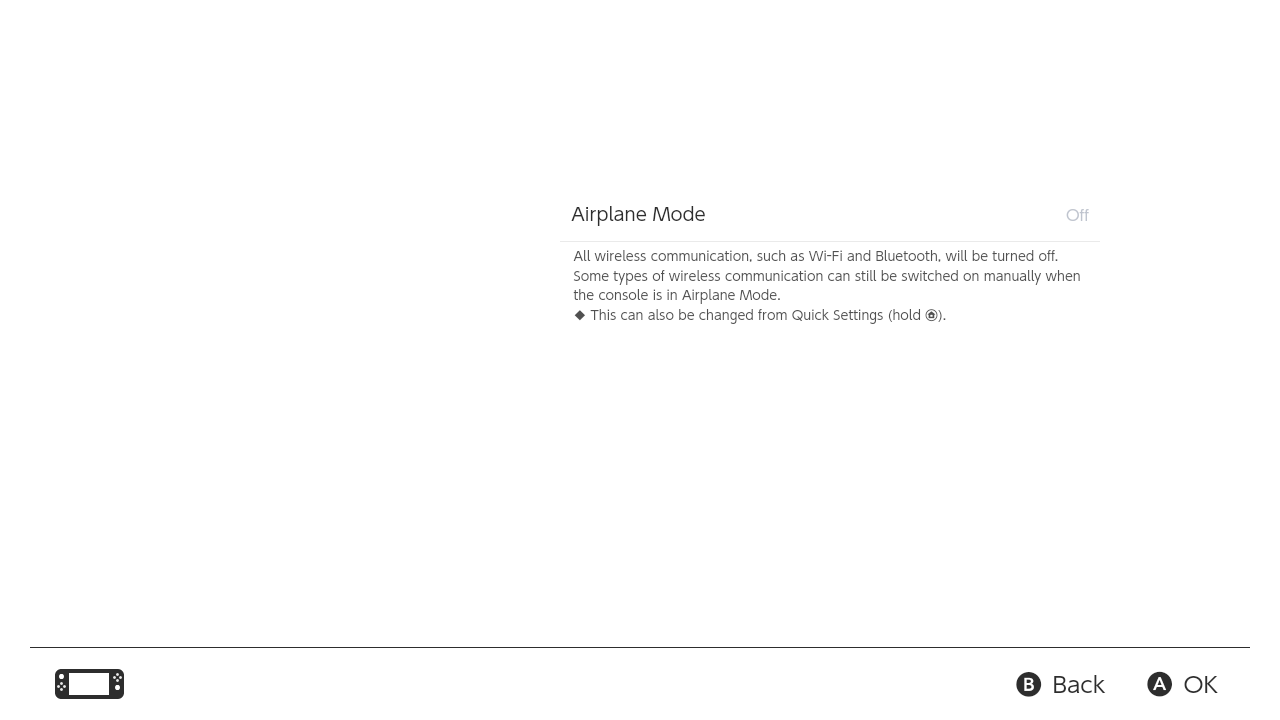 Airplane Mode Off
All wireless communication, such as Wi-Fi and Bluetooth, will be turned off.
Some types of wireless communication can still be switched on manually when
the console is in Airplane Mode.
◆ This can also be changed from Quick Settings (hold ).
B Back A OK